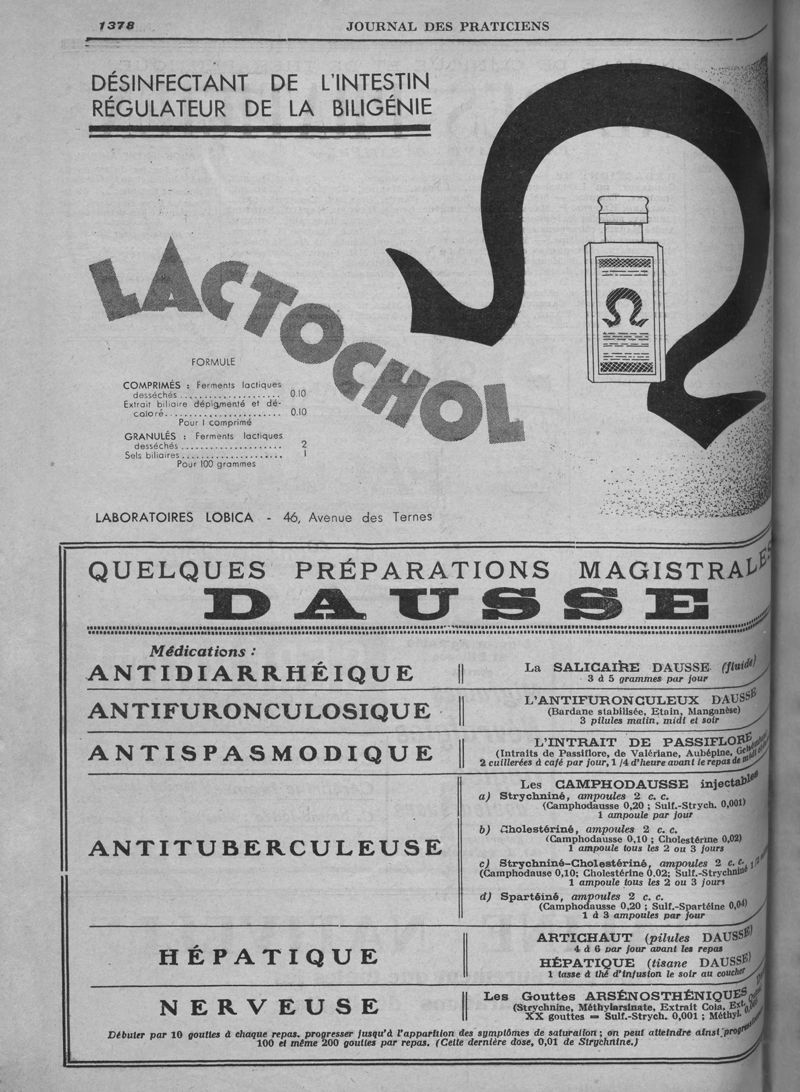 1378 JOURNAL DES PRATICIENS
DÉSINFECTANT DE L'INTESTIN
RÉGULATEUR DE LA BILIGÉNIE
LACTOCHOL
FORMULE
COMPRIMÉS : Ferments lactiques
desséchés .................... 0.10
Extrait biliaire dépigmenté et dé-
coloré....................... 0.10
Pour 1 comprimé
GRANULÉS : Ferments lactiques
desséchés .................... 2
Sels biliaires .................... 1
Pour 100 grammes
LABORATOIRES LOBICA - 46, Avenue des Ternes
QUELQUES PRÉPARATIONS MAGISTRALES
DAUSSE
Médications :
ANTIDIARRHÉIQUE
La SALICAIRE DAUSSE (fluide)
3 à 5 grammes par jour
ANTIFURONCULOSIQUE
L'ANTIFURONCULEUX DAUSSE
(Bardane stabilisée, Etain, Manganèse)
3 pilules matin, midi et soir
ANTISPASMODIQUE
L'INTRAIT DE PASSIFLORE
(Intraits de Passiflore, de Valériane, Aubépine,
2 cuillerées à café par jour, 1/4 d'heure avant le repas de midi
ANTITUBERCULEUSE
Les CAMPHODAUSSE injectables
a) Strychniné, ampoules 2 c. c.
(Camphodausse 0,20 ; Sulf.-Strych. 0,001)
1 ampoule par jour
b) Cholestériné, ampoules 2 c. c.
(Camphodausse 0,10 ; Cholestérine 0,02)
1 ampoule tous les 2 ou 3 jours
c) Strychniné-Cholestériné, ampoules 2 c. c.
(Camphodause 0,10; Cholestérine 0,02; Sulf.-Strychnine
1 ampoule tous les 2 ou 3 jours
d) Spartéiné, ampoules 2 c. c.
(Camphodausse 0,20 ; Sulf.-Spartéine 0,04)
1 à 3 ampoules par jour
HÉPATIQUE
ARTICHAUT (pilules DAUSSE)
4 à 6 par jour avant les repas
HÉPATIQUE (tisane DAUSSE)
1 tasse à thé d'infusion le soir au coucher
NERVEUSE
Les Gouttes ARSÉNOSTHÉNIQUES
(Strychnine, Méthylarsinate, Extrait Cola, Ext.
XX gouttes = Sulf.-Strych. 0,001 ; Méthyl.
Débuter par 10 gouttes à chaque repas, progresser jusqu'à l'apparition des symptômes de saturation ; on peut atteindre ainsi
100 et même 200 gouttes par repas. (Cette dernière dose, 0,01 de Strychnine.)